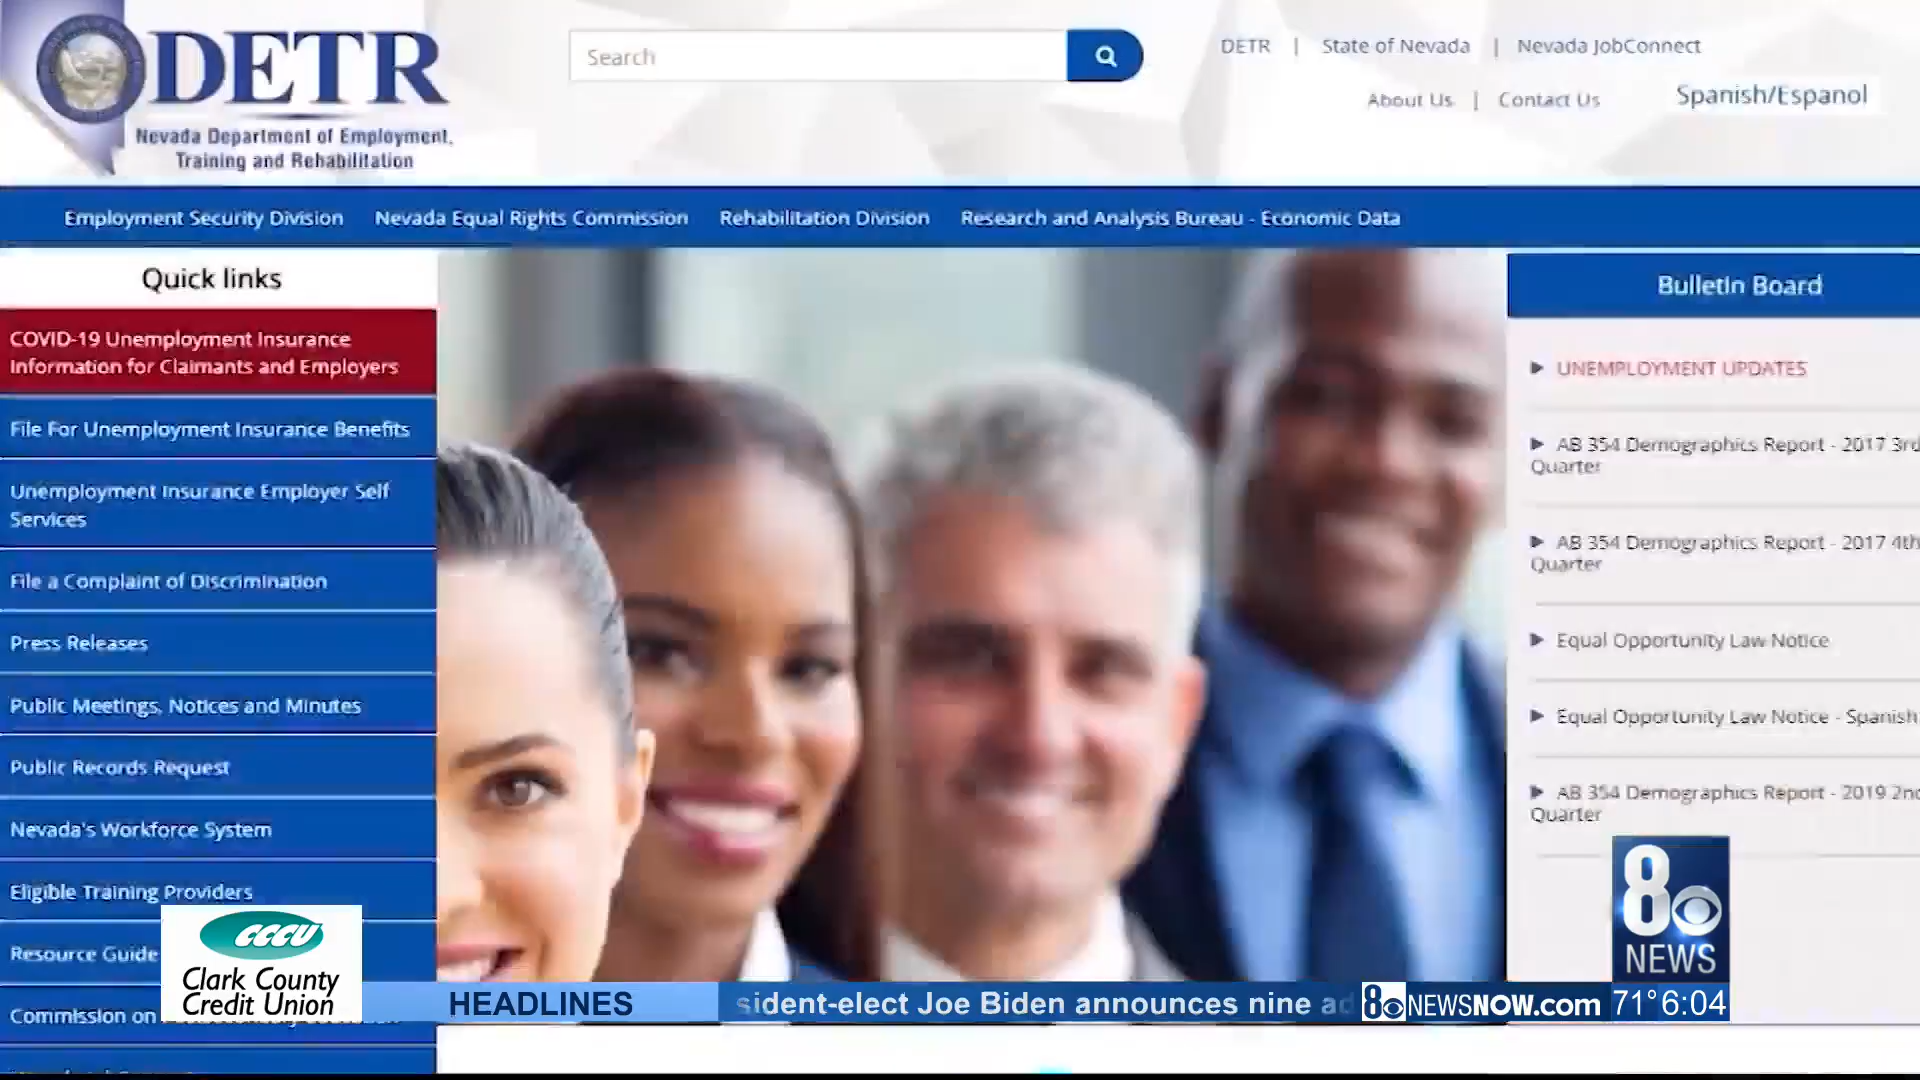 DETR
Nevada Department of Employment,
Training and Rehabilitation
Search
DETR | State of Nevada | Nevada JobConnect
About Us | Contact Us
Spanish/Espanol
Employment Security Division
Nevada Equal Rights Commission
Rehabilitation Division
Research and Analysis Bureau - Economic Data
Quick links
COVID-19 Unemployment Insurance
Information for Claimants and Employers
File For Unemployment Insurance Benefits
Unemployment Insurance Employer Self
Services
File a Complaint of Discrimination
Press Releases
Public Meetings, Notices and Minutes
Public Records Request
Nevada's Workforce System
Eligible Training Providers
Resource Guide
Commission on
Bulletin Board
UNEMPLOYMENT UPDATES
AB 354 Demographics Report - 2017 3rd
Quarter
AB 354 Demographics Report - 2017 4th
Quarter
Equal Opportunity Law Notice
Equal Opportunity Law Notice - Spanish
AB 354 Demographics Report - 2019 2nd
Quarter
8
NEWS
CCCU
Clark County
Credit Union
HEADLINES
sident-elect Joe Biden announces nine ad
8 NEWSNOW.com
71° 6:04